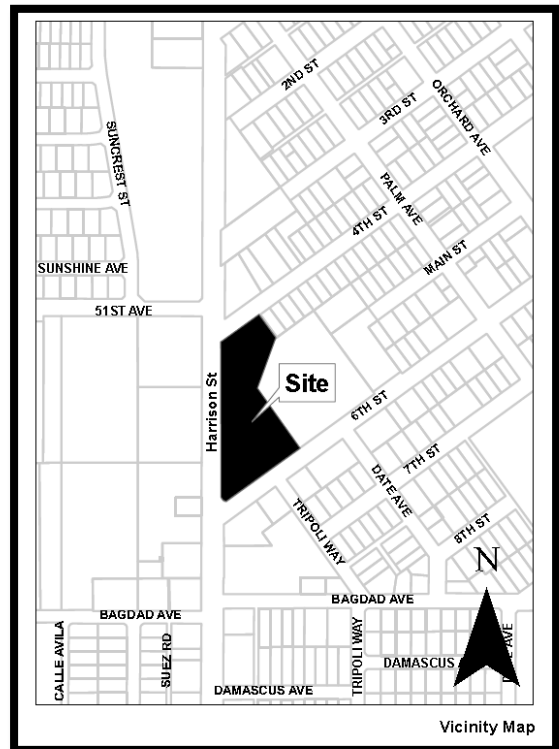 2ND ST
ORCHARD AVE
3RD ST
SUNCREST ST
PALM AVE
4TH ST
MAIN ST
SUNSHINE AVE
51ST AVE
Harrison St
Site
6TH ST
7TH ST
DATE AVE
8TH ST
TRIPOLI WAY
N
BAGDAD AVE
BAGDAD AVE
CALLE AVILA
SUEZ RD
TRIPOLI WAY
DAMASCUS
AVE
DAMASCUS AVE
Vicinity Map